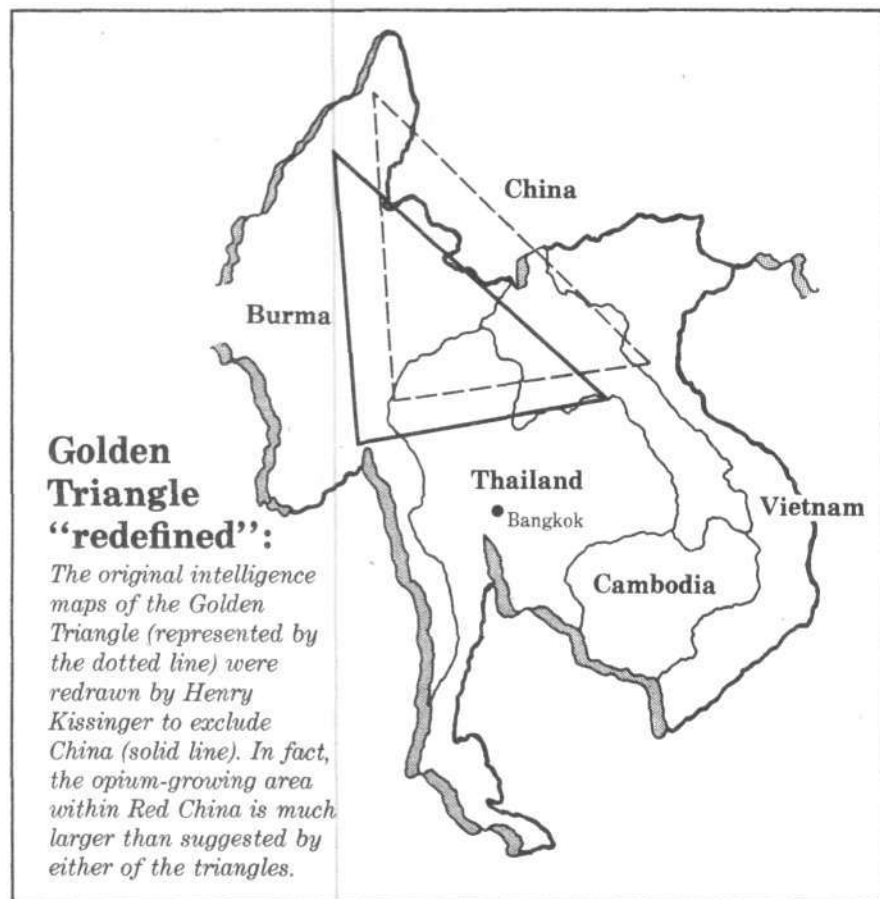 China
Burma
Golden
Triangle
“redefined”:
The original intelligence
maps of the Golden
Triangle (represented by
the dotted line) were
redrawn by Henry
Kissinger to exclude
China (solid line). In fact,
the opium-growing area
within Red China is much
larger than suggested by
either of the triangles.
Thailand
Bangkok
Vietnam
Cambodia